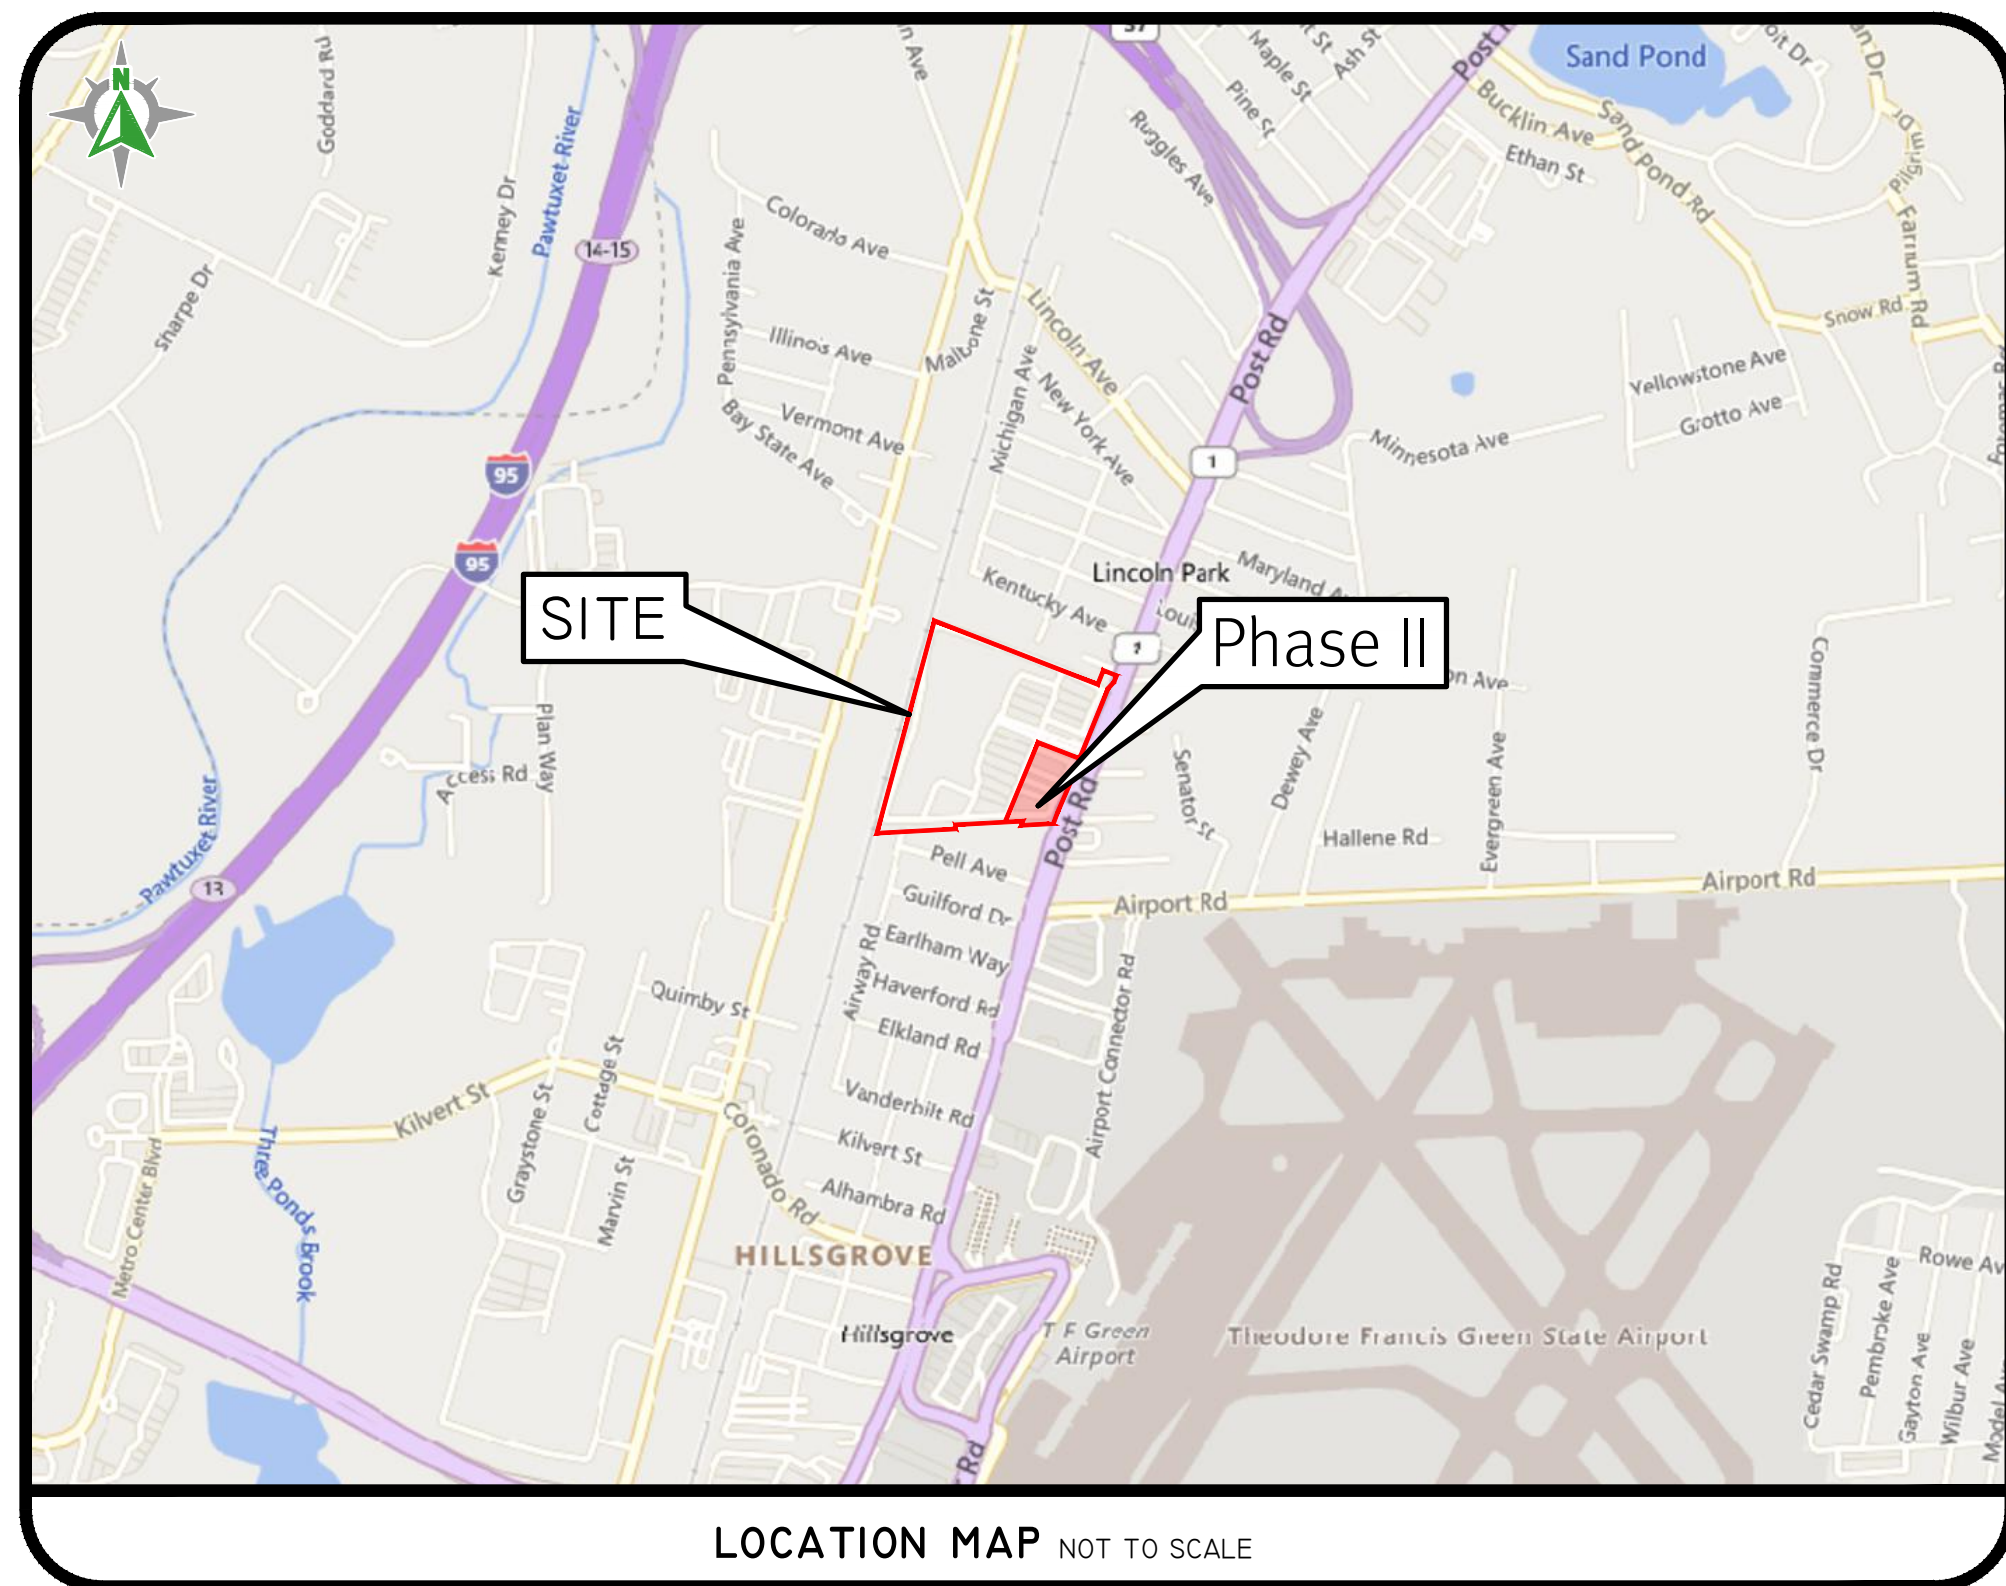 N
Goddard Rd
Sand Pond
Maple St
Ash St
Pine St
Bucklin Ave
Sand Pond Rd
Ethan St
Ruggles Ave
Pilgrim Dr
Farnum Rd
Pawtuxet River
Kenney Dr
14-15
Colorado Ave
Pennsylvania Ave
Sharpe Dr
Illinois Ave
Malbone St
Lincoln Ave
Post Rd
Snow Rd
Yellowstone Ave
Grotto Ave
Michigan Ave
New York Ave
Vermont Ave
Bay State Ave
Minnesota Ave
1
95
95
Kentucky Ave
Lincoln Park
Maryland A
Loui
1
SITE
Phase II
on Ave
Commerce Dr
Plan Way
Access Rd
Senator St
Dewey Ave
Evergreen Ave
Hallene Rd
Post Rd
Pawtuxet River
13
Pell Ave
Airport Rd
Airport Rd
Guilford Dr
Earlham Way
Airway Rd
Haverford Rd
Airport Connector Rd
Quimby St
Elkland Rd
Cottage St
Kilvert St
Graystone St
Vanderbilt Rd
Coronado Rd
Kilvert St
Three Ponds Brook
Metro Center Blvd
Marvin St
Alhambra Rd
HILLSGROVE
Rowe Av
Hillsgrove
T F Green
Airport
Theodore Francis Green State Airport
Cedar Swamp Rd
Pembroke Ave
Gayton Ave
Wilbur Ave
Rd
LOCATION MAP NOT TO SCALE